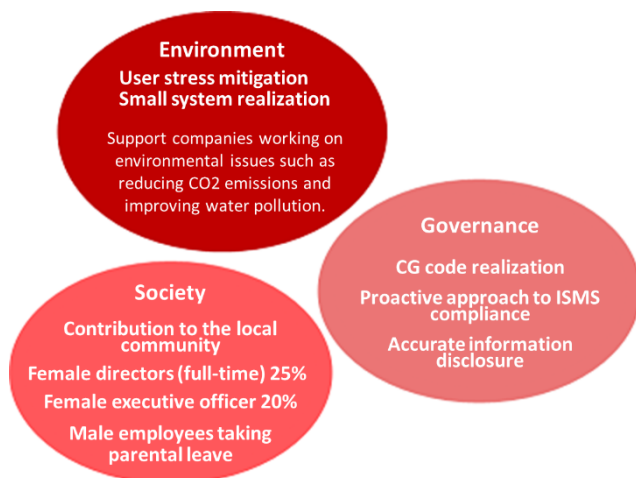 Environment
User stress mitigation
Small system realization
Support companies working on
environmental issues such as
reducing CO2 emissions and
improving water pollution.
Governance
CG code realization
Proactive approach to ISMS
compliance
Accurate information
disclosure
Society
Contribution to the local
community
Female directors (full-time) 25%
Female executive officer 20%
Male employees taking
parental leave